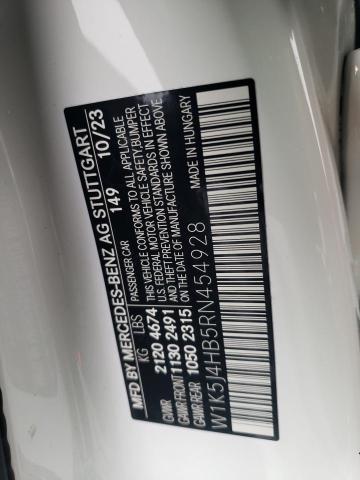 MFD BY MERCEDES-BENZ AG STUTTGART
KG LBS 149 10/23
GVWR 2120 4674 PASSENGER CAR
GAWR FRONT 1130 2491 THIS VEHICLE CONFORMS TO ALL APPLICABLE
GAWR REAR 1050 2315 U.S. FEDERAL MOTOR VEHICLE SAFETY, BUMPER
AND THEFT PREVENTION STANDARDS IN EFFECT
ON THE DATE OF MANUFACTURE SHOWN ABOVE.
MADE IN HUNGARY
W1K5J4HB5RN454928